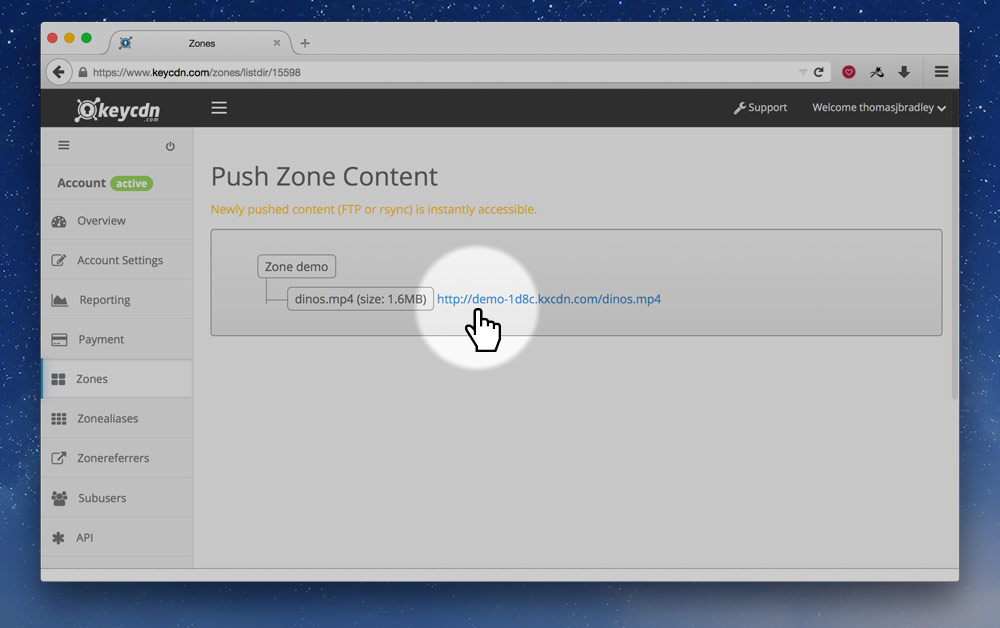 Zones
https://www.keycdn.com/zones/listdir/15598
keycdn
.com
Support
Welcome thomasjbradley
Account active
Overview
Account Settings
Reporting
Payment
Zones
Zonealiases
Zonereferrers
Subusers
API
Push Zone Content
Newly pushed content (FTP or rsync) is instantly accessible.
Zone demo
dinos.mp4 (size: 1.6MB) http://demo-1d8c.kxcdn.com/dinos.mp4